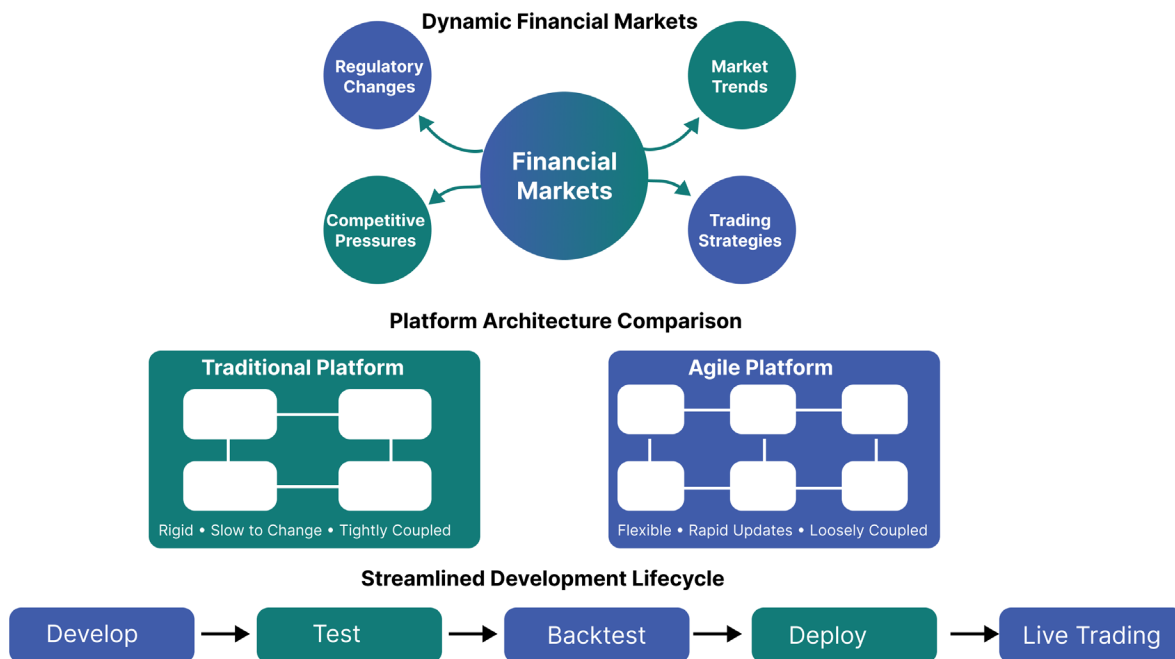 Dynamic Financial Markets
Regulatory
Changes
Market
Trends
Financial
Markets
Competitive
Pressures
Trading
Strategies
Platform Architecture Comparison
Traditional Platform
Rigid • Slow to Change • Tightly Coupled
Agile Platform
Flexible • Rapid Updates • Loosely Coupled
Streamlined Development Lifecycle
Develop
Test
Backtest
Deploy
Live Trading